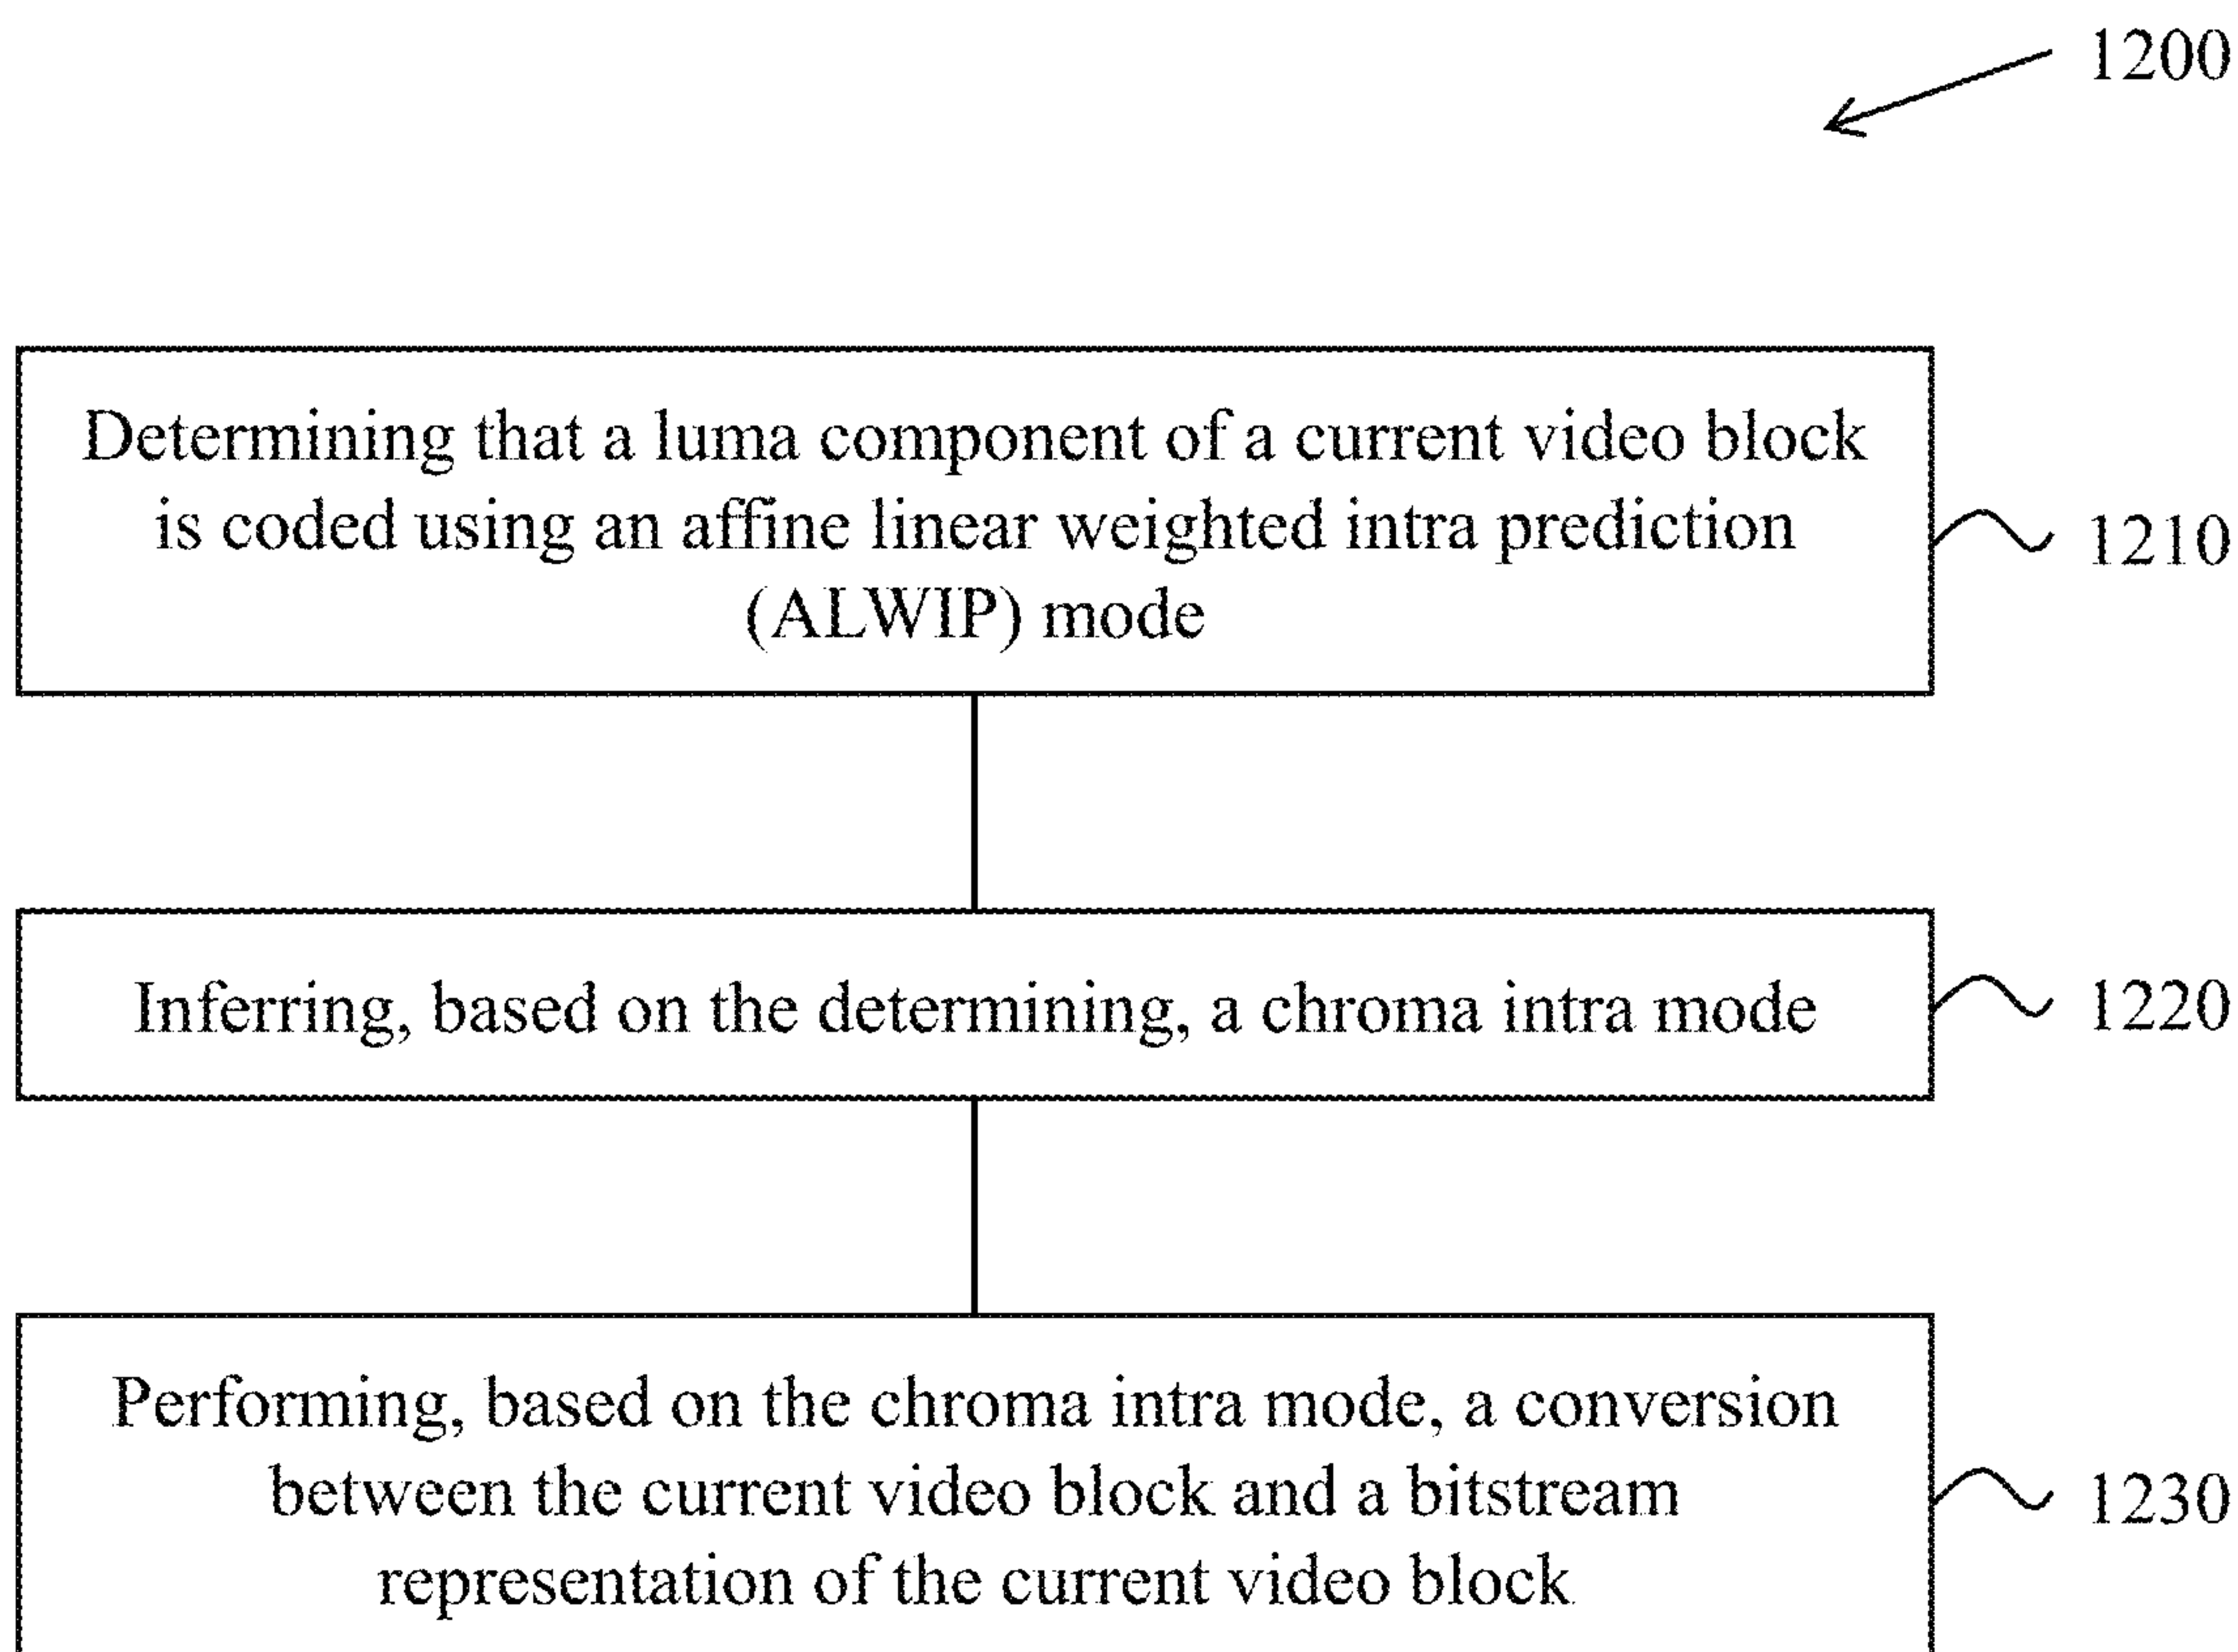 1200
Determining that a luma component of a current video block
is coded using an affine linear weighted intra prediction
(ALWIP) mode
1210
Inferring, based on the determining, a chroma intra mode
1220
Performing, based on the chroma intra mode, a conversion
between the current video block and a bitstream
representation of the current video block
1230